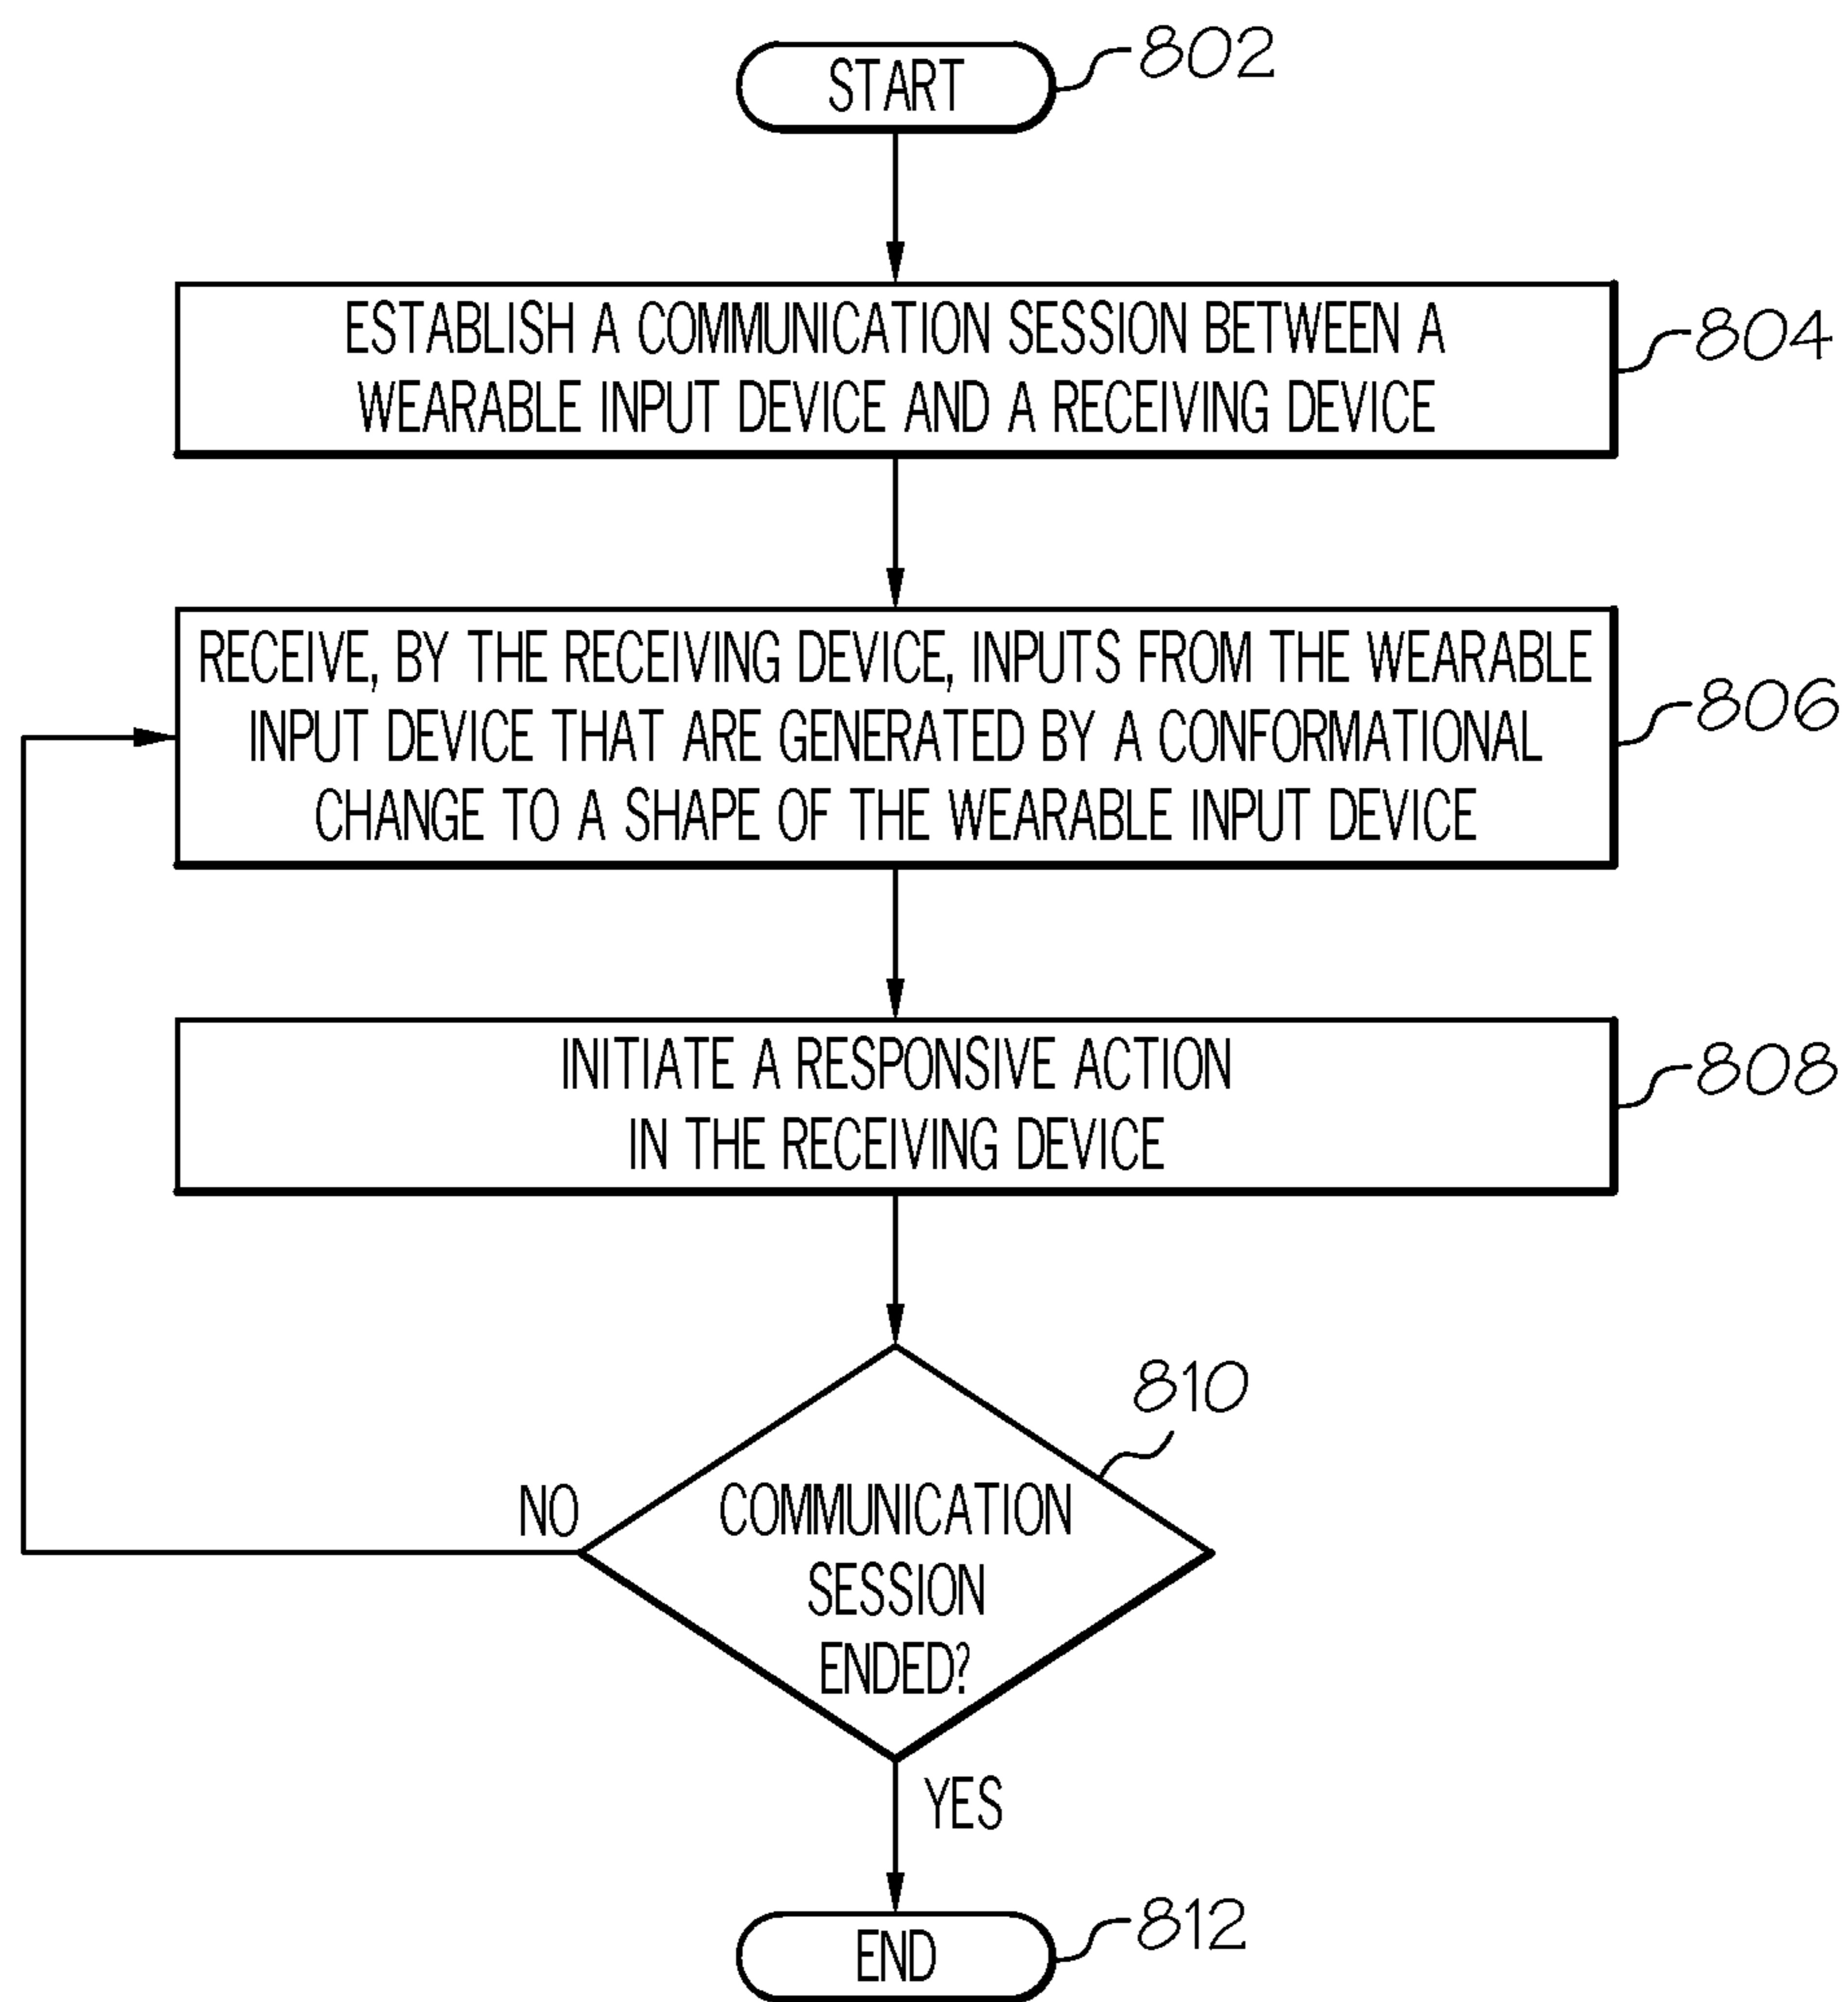 START
802
ESTABLISH A COMMUNICATION SESSION BETWEEN A
WEARABLE INPUT DEVICE AND A RECEIVING DEVICE
804
RECEIVE, BY THE RECEIVING DEVICE, INPUTS FROM THE WEARABLE
INPUT DEVICE THAT ARE GENERATED BY A CONFORMATIONAL
CHANGE TO A SHAPE OF THE WEARABLE INPUT DEVICE
806
INITIATE A RESPONSIVE ACTION
IN THE RECEIVING DEVICE
808
810
NO
COMMUNICATION
SESSION
ENDED?
YES
END
812